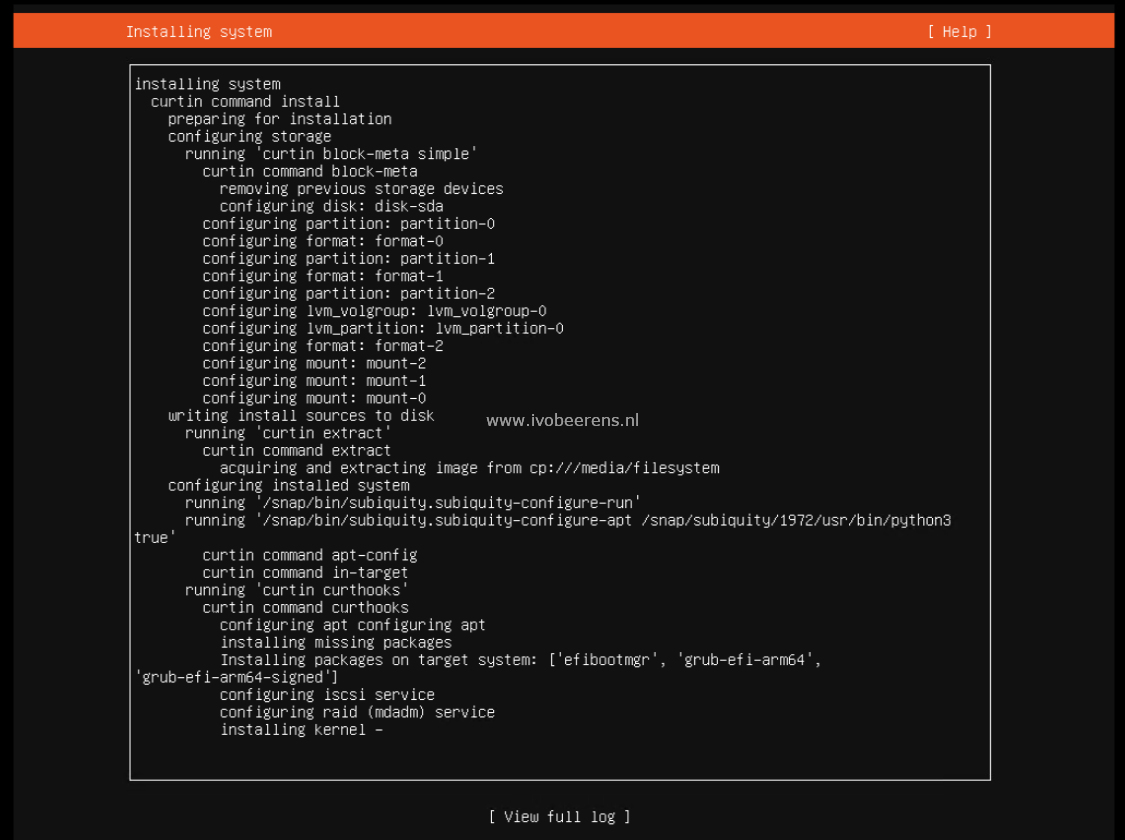 Installing system [ Help ]
installing system
curtin command install
preparing for installation
configuring storage
running 'curtin block-meta simple'
curtin command block-meta
removing previous storage devices
configuring disk: disk-sda
configuring partition: partition-0
configuring format: format-0
configuring partition: partition-1
configuring format: format-1
configuring partition: partition-2
configuring lvm_volgroup: lvm_volgroup-0
configuring lvm_partition: lvm_partition-0
configuring format: format-2
configuring mount: mount-2
configuring mount: mount-1
configuring mount: mount-0
writing install sources to disk
www.ivobeerens.nl
running 'curtin extract'
curtin command extract
acquiring and extracting image from cp:///media/filesystem
configuring installed system
running '/snap/bin/subiquity.subiquity-configure-run'
running '/snap/bin/subiquity.subiquity-configure-apt /snap/subiquity/1972/usr/bin/python3
true'
curtin command apt-config
curtin command in-target
running 'curtin curthooks'
curtin command curthooks
configuring apt configuring apt
installing missing packages
Installing packages on target system: ['efibootmgr', 'grub-efi-arm64',
'grub-efi-arm64-signed']
configuring iscsi service
configuring raid (mdadm) service
installing kernel -
[ View full log ]